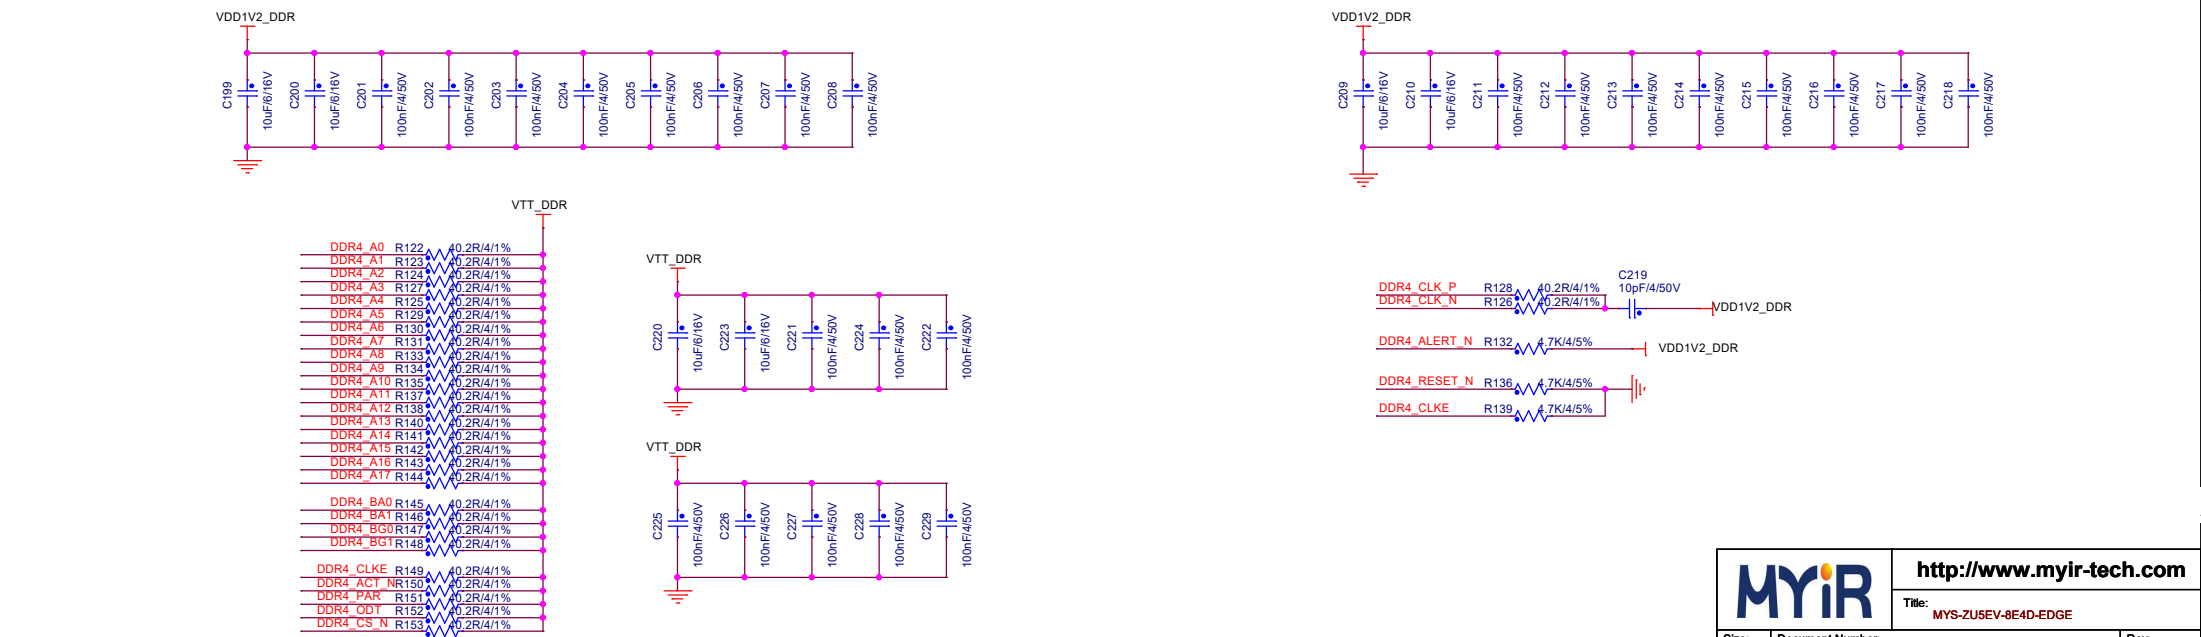 VDD1V2_DDR
C199 10uF/6/16V
C200 10uF/6/16V
C201 100nF/4/50V
C202 100nF/4/50V
C203 100nF/4/50V
C204 100nF/4/50V
C205 100nF/4/50V
C206 100nF/4/50V
C207 100nF/4/50V
C208 100nF/4/50V
VDD1V2_DDR
C209 10uF/6/16V
C210 10uF/6/16V
C211 100nF/4/50V
C212 100nF/4/50V
C213 100nF/4/50V
C214 100nF/4/50V
C215 100nF/4/50V
C216 100nF/4/50V
C217 100nF/4/50V
C218 100nF/4/50V
VTT_DDR
DDR4_A0 R122 40.2R/4/1%
DDR4_A1 R123 40.2R/4/1%
DDR4_A2 R124 40.2R/4/1%
DDR4_A3 R127 40.2R/4/1%
DDR4_A4 R125 40.2R/4/1%
DDR4_A5 R129 40.2R/4/1%
DDR4_A6 R130 40.2R/4/1%
DDR4_A7 R131 40.2R/4/1%
DDR4_A8 R133 40.2R/4/1%
DDR4_A9 R134 40.2R/4/1%
DDR4_A10 R135 40.2R/4/1%
DDR4_A11 R137 40.2R/4/1%
DDR4_A12 R138 40.2R/4/1%
DDR4_A13 R140 40.2R/4/1%
DDR4_A14 R141 40.2R/4/1%
DDR4_A15 R142 40.2R/4/1%
DDR4_A16 R143 40.2R/4/1%
DDR4_A17 R144 40.2R/4/1%
DDR4_BA0 R145 40.2R/4/1%
DDR4_BA1 R146 40.2R/4/1%
DDR4_BG0 R147 40.2R/4/1%
DDR4_BG1 R148 40.2R/4/1%
DDR4_CLKE R149 40.2R/4/1%
DDR4_ACT_N R150 40.2R/4/1%
DDR4_PAR R151 40.2R/4/1%
DDR4_ODT R152 40.2R/4/1%
DDR4_CS_N R153 40.2R/4/1%
VTT_DDR
C220 10uF/6/16V
C223 10uF/6/16V
C221 100nF/4/50V
C224 100nF/4/50V
C222 100nF/4/50V
VTT_DDR
C225 100nF/4/50V
C226 100nF/4/50V
C227 100nF/4/50V
C228 100nF/4/50V
C229 100nF/4/50V
C219
10pF/4/50V
DDR4_CLK_P R128 40.2R/4/1%
DDR4_CLK_N R126 40.2R/4/1%
VDD1V2_DDR
DDR4_ALERT_N R132 4.7K/4/5% VDD1V2_DDR
DDR4_RESET_N R136 4.7K/4/5%
DDR4_CLKE R139 4.7K/4/5%
MYiR
http://www.myir-tech.com
Title:
MYS-ZU5EV-8E4D-EDGE